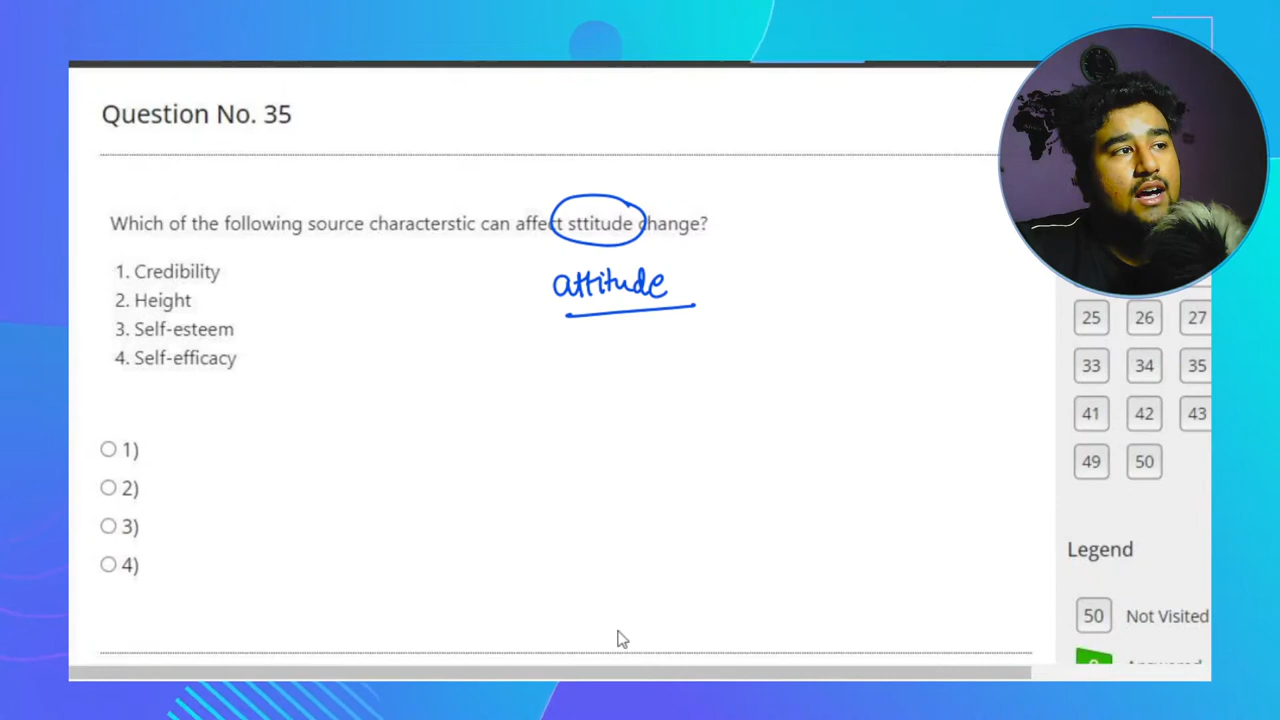 Question No. 35
Which of the following source characterstic can affect sttitude change?
attitude
1. Credibility
2. Height
3. Self-esteem
4. Self-efficacy
1)
2)
3)
4)
25 26 27
33 34 35
41 42 43
49 50
Legend
50 Not Visited